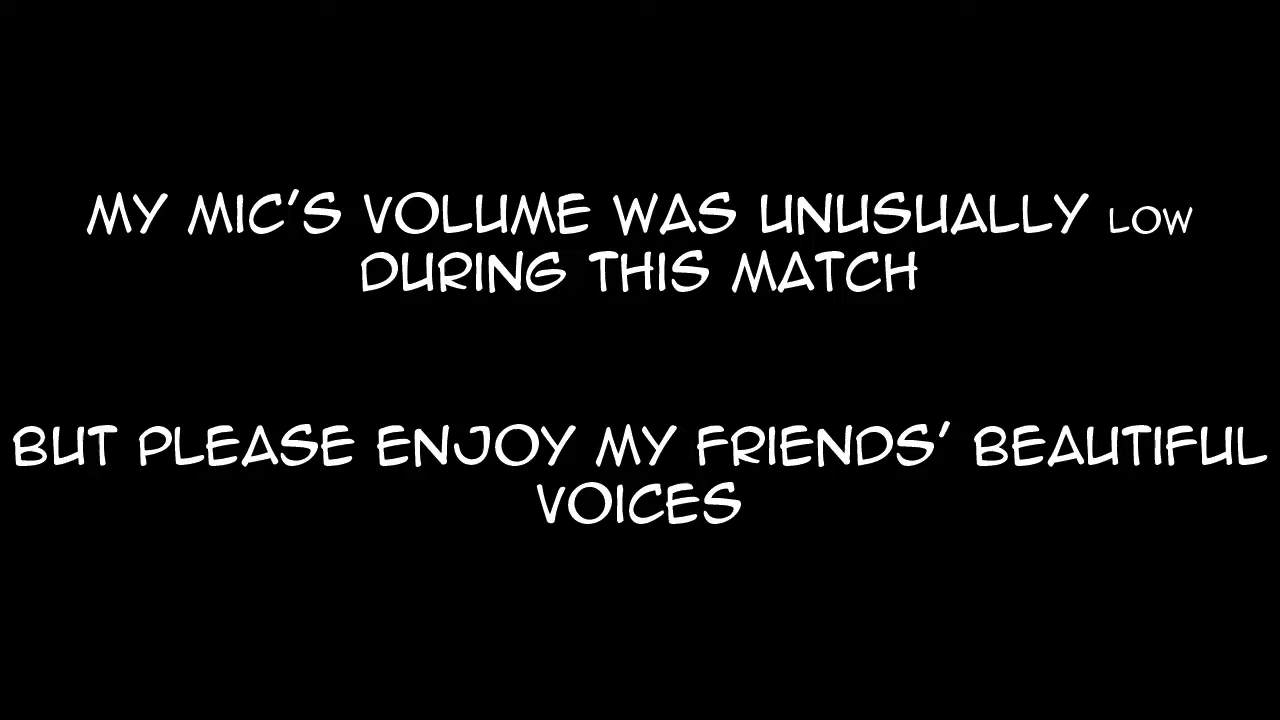 MY MIC'S VOLUME WAS UNUSUALLY LOW
DURING THIS MATCH
BUT PLEASE ENJOY MY FRIENDS' BEAUTIFUL
VOICES